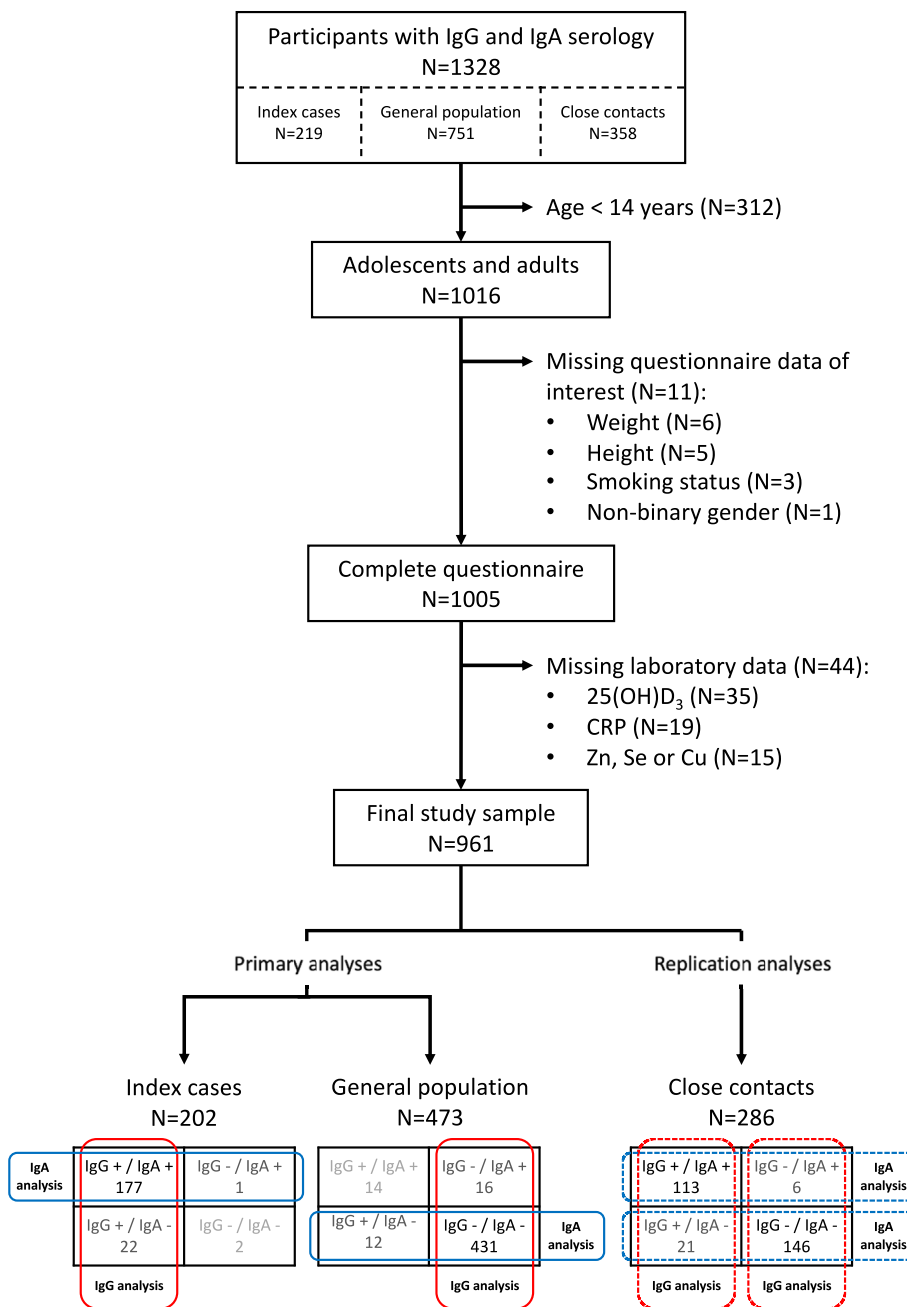 Participants with IgG and IgA serology
N=1328
Index cases
N=219
General population
N=751
Close contacts
N=358
Age < 14 years (N=312)
Adolescents and adults
N=1016
Missing questionnaire data of
interest (N=11):
• Weight (N=6)
• Height (N=5)
• Smoking status (N=3)
• Non-binary gender (N=1)
Complete questionnaire
N=1005
Missing laboratory data (N=44):
• 25(OH)D₃ (N=35)
• CRP (N=19)
• Zn, Se or Cu (N=15)
Final study sample
N=961
Primary analyses
Replication analyses
Index cases
N=202
IgA
analysis
IgG + / IgA +
177
IgG - / IgA +
1
IgG + / IgA -
22
IgG - / IgA -
2
IgG analysis
General population
N=473
IgG + / IgA +
14
IgG - / IgA +
16
IgG + / IgA -
12
IgG - / IgA -
431
IgA
analysis
IgG analysis
Close contacts
N=286
IgG + / IgA +
113
IgG - / IgA +
6
IgA
analysis
IgG + / IgA -
21
IgG - / IgA -
146
IgA
analysis
IgG analysis
IgG analysis